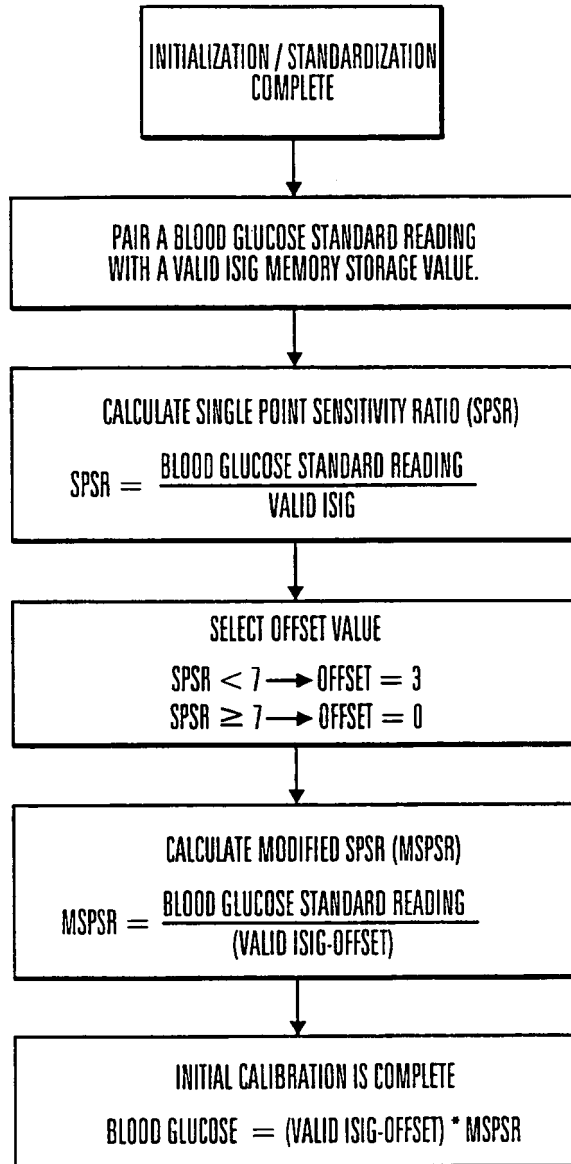 INITIALIZATION / STANDARDIZATION
COMPLETE
PAIR A BLOOD GLUCOSE STANDARD READING
WITH A VALID ISIG MEMORY STORAGE VALUE.
CALCULATE SINGLE POINT SENSITIVITY RATIO (SPSR)
SPSR = BLOOD GLUCOSE STANDARD READING
VALID ISIG
SELECT OFFSET VALUE
SPSR < 7 → OFFSET = 3
SPSR ≥ 7 → OFFSET = 0
CALCULATE MODIFIED SPSR (MSPSR)
MSPSR = BLOOD GLUCOSE STANDARD READING
(VALID ISIG-OFFSET)
INITIAL CALIBRATION IS COMPLETE
BLOOD GLUCOSE = (VALID ISIG-OFFSET) * MSPSR